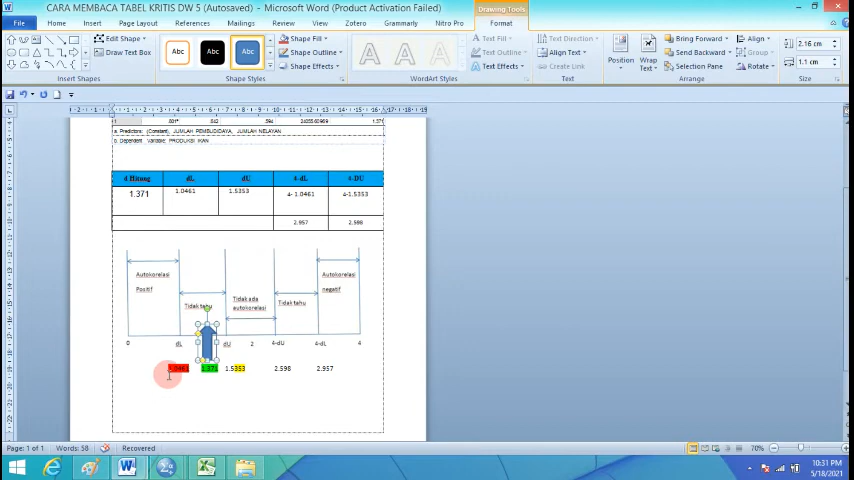 CARA MEMBACA TABEL KRITIS DW 5 (Autosaved) - Microsoft Word (Product Activation Failed)
Drawing Tools
File Home Insert Page Layout References Mailings Review View Zotero Grammarly Nitro Pro Format
Edit Shape
Draw Text Box
Insert Shapes
Abc Abc Abc
Shape Fill
Shape Outline
Shape Effects
Shape Styles
A A A
WordArt Styles
Text Fill
Text Outline
Text Effects
Text Direction
Align Text
Create Link
Text
Position
Wrap Text
Bring Forward
Send Backward
Selection Pane
Align
Group
Rotate
Arrange
2.16 cm
1.1 cm
Size
a. Predictors: (Constant), JUMLAH PEMBUDIDAYA, JUMLAH NELAYAN
b. Dependent Variable: PRODUKSI IKAN
d Hitung dL dU 4-dL 4-DU
1.371 1.0461 1.5353 4- 1.0461 4-1.5353
2.957 2.598
Autokorelasi
Positif
Tidak tahu
Tidak ada
autokorelasi
Tidak tahu
Autokorelasi
negatif
0 dL dU 2 4-dU 4-dL 4
1.0461 1.371 1.5353 2.598 2.957
Page: 1 of 1 Words: 58 Recovered 70%
10:31 PM
5/18/2021